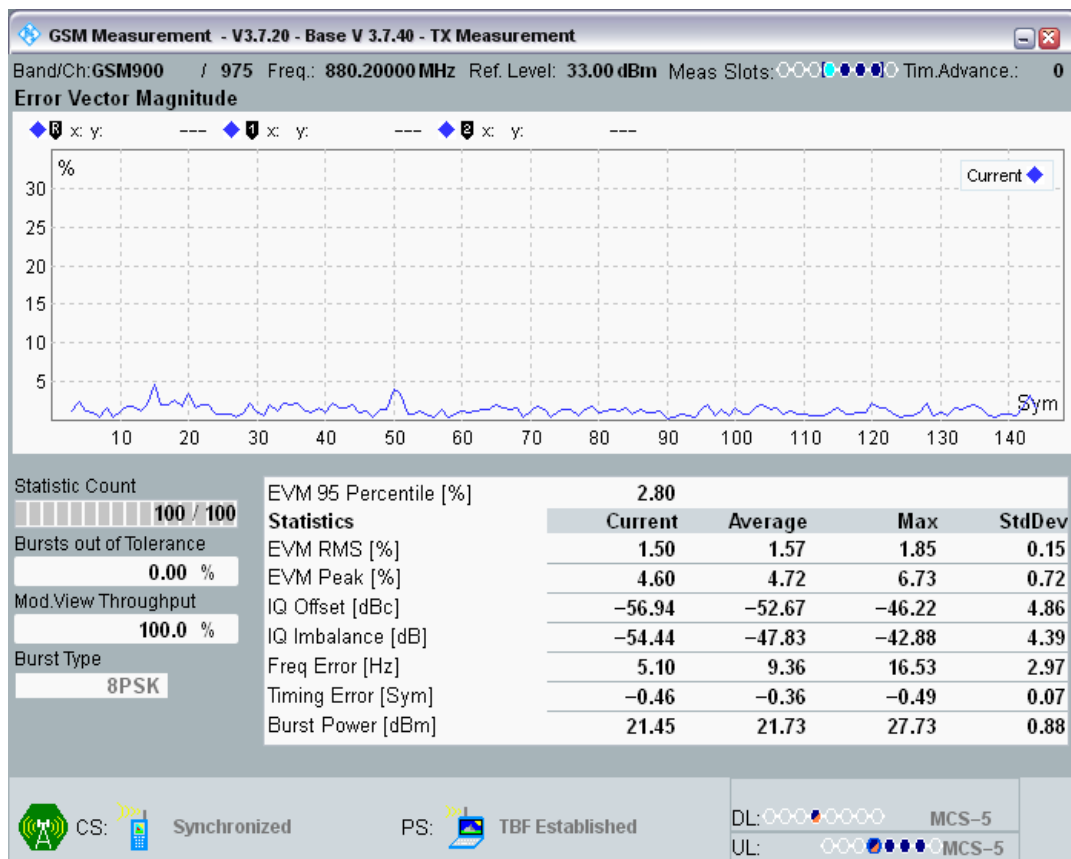 GSM Measurement - V3.7.20 - Base V 3.7.40 - TX Measurement
Band/Ch:GSM900 / 975 Freq.: 880.20000 MHz Ref. Level: 33.00 dBm Meas Slots: Tim.Advance.: 0
Error Vector Magnitude
R x: y: --- 1 x: y: --- 2 x: y: ---
%
Current
30
25
20
15
10
5
Sym
10 20 30 40 50 60 70 80 90 100 110 120 130 140
Statistic Count
100 / 100
Bursts out of Tolerance
0.00 %
Mod.View Throughput
100.0 %
Burst Type
8PSK
EVM 95 Percentile [%] 2.80
Statistics Current Average Max StdDev
EVM RMS [%] 1.50 1.57 1.85 0.15
EVM Peak [%] 4.60 4.72 6.73 0.72
IQ Offset [dBc] −56.94 −52.67 −46.22 4.86
IQ Imbalance [dB] −54.44 −47.83 −42.88 4.39
Freq Error [Hz] 5.10 9.36 16.53 2.97
Timing Error [Sym] −0.46 −0.36 −0.49 0.07
Burst Power [dBm] 21.45 21.73 27.73 0.88
CS: Synchronized PS: TBF Established
DL: MCS−5
UL: MCS−5